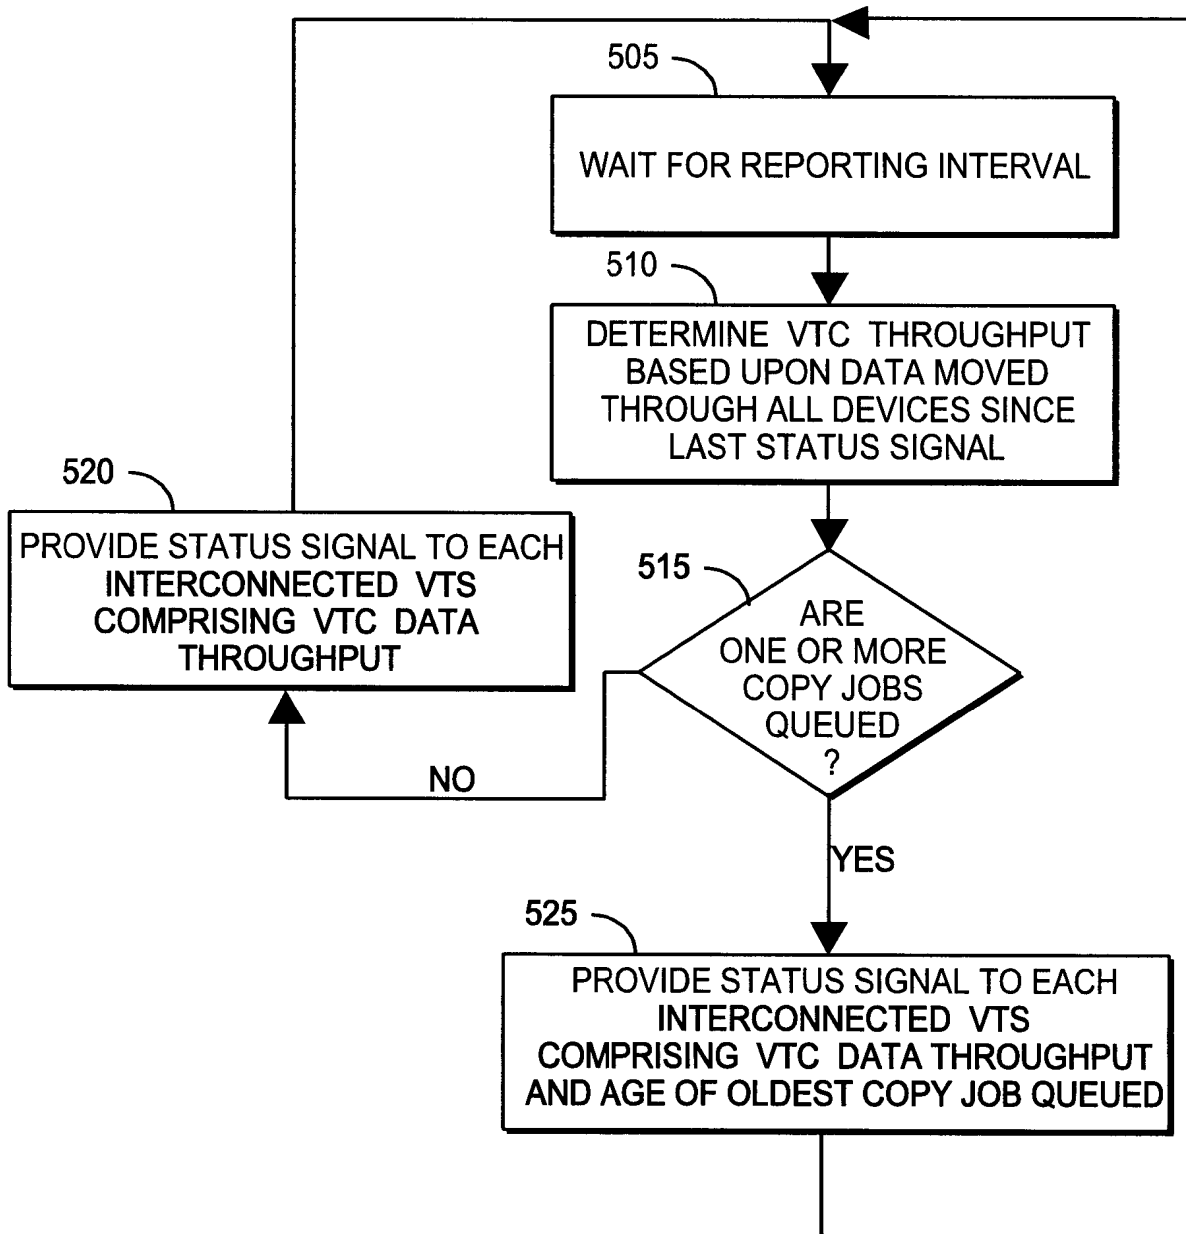 505
WAIT FOR REPORTING INTERVAL
510
DETERMINE VTC THROUGHPUT
BASED UPON DATA MOVED
THROUGH ALL DEVICES SINCE
LAST STATUS SIGNAL
520
PROVIDE STATUS SIGNAL TO EACH
INTERCONNECTED VTS
COMPRISING VTC DATA
THROUGHPUT
515
ARE
ONE OR MORE
COPY JOBS
QUEUED
?
NO
YES
525
PROVIDE STATUS SIGNAL TO EACH
INTERCONNECTED VTS
COMPRISING VTC DATA THROUGHPUT
AND AGE OF OLDEST COPY JOB QUEUED